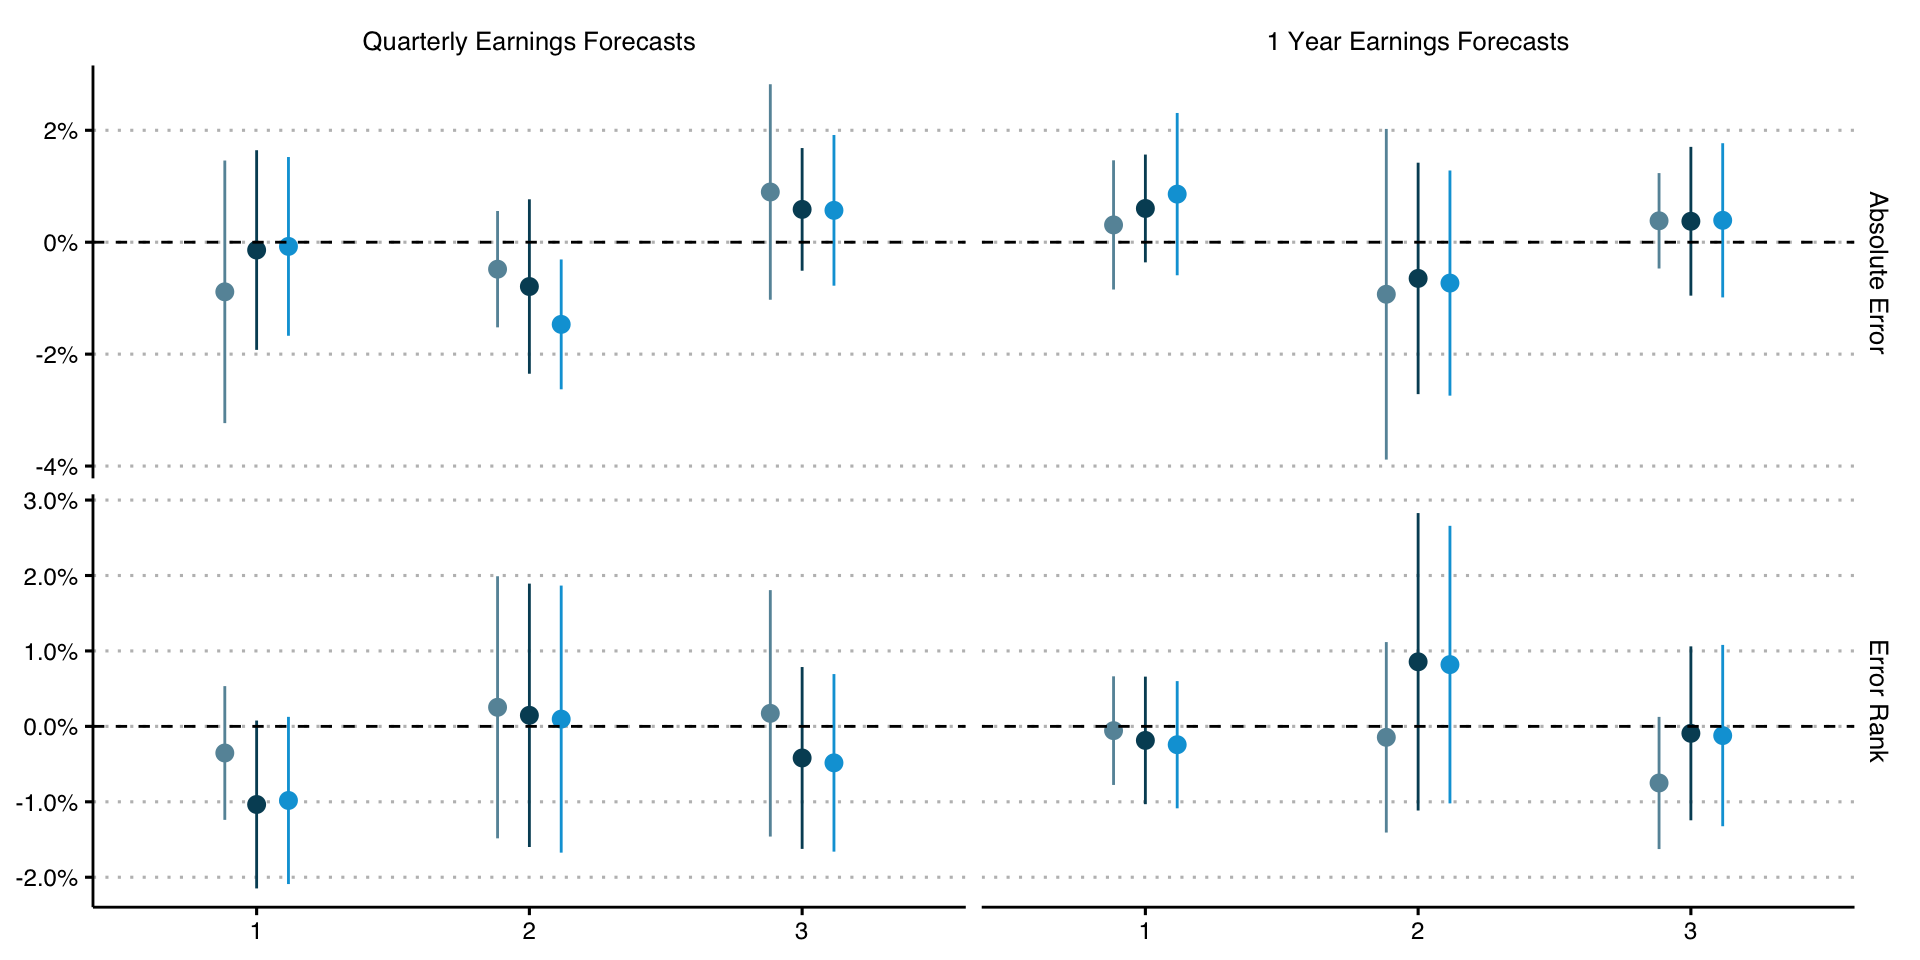 Quarterly Earnings Forecasts
1 Year Earnings Forecasts
2%
0%
-2%
-4%
Absolute Error
3.0%
2.0%
1.0%
0.0%
-1.0%
-2.0%
Error Rank
1 2 3 1 2 3